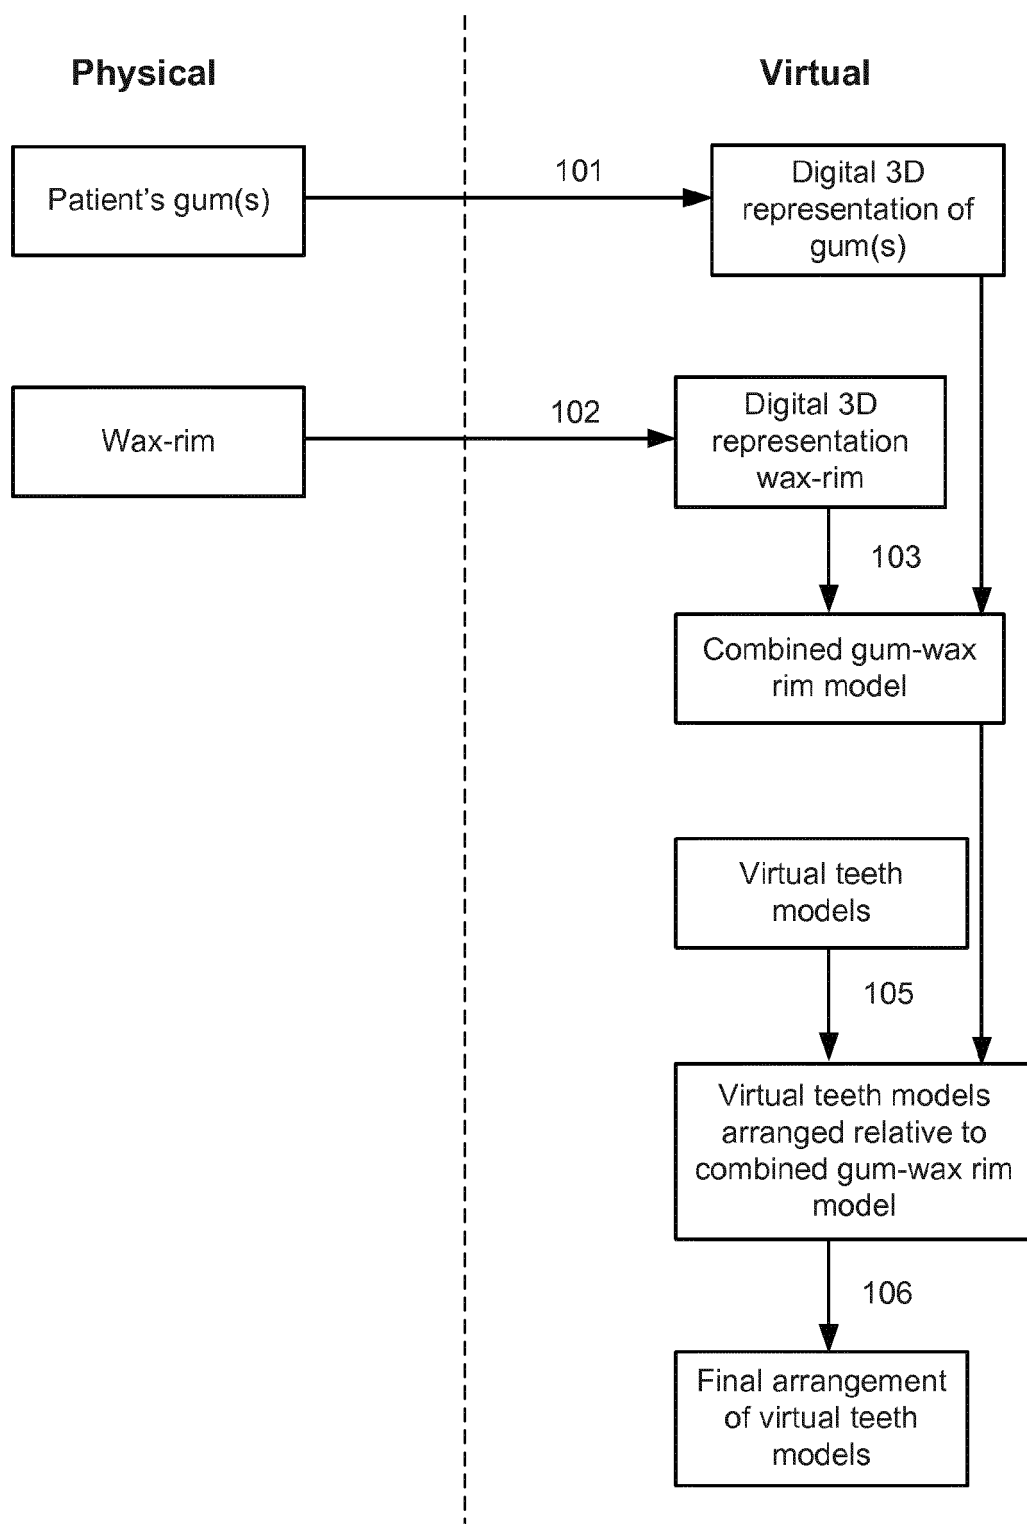 Physical
Virtual
Patient's gum(s)
101
Digital 3D
representation of
gum(s)
Wax-rim
102
Digital 3D
representation
wax-rim
103
Combined gum-wax
rim model
Virtual teeth
models
105
Virtual teeth models
arranged relative to
combined gum-wax rim
model
106
Final arrangement
of virtual teeth
models